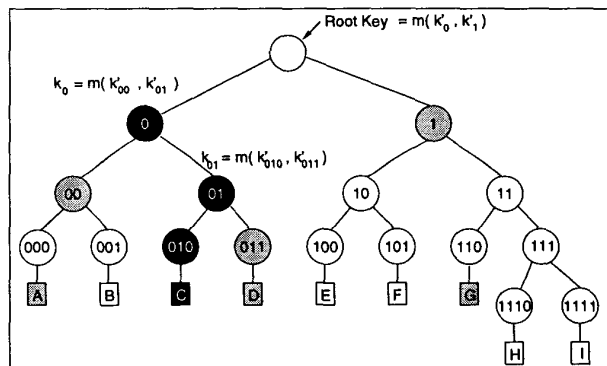 Root Key = m( k'0 , k'1 )
k0 = m( k'00 , k'01 )
0
1
k01 = m( k'010 , k'011 )
00
01
10
11
000
001
010
011
100
101
110
111
A
B
C
D
E
F
G
1110
1111
H
I